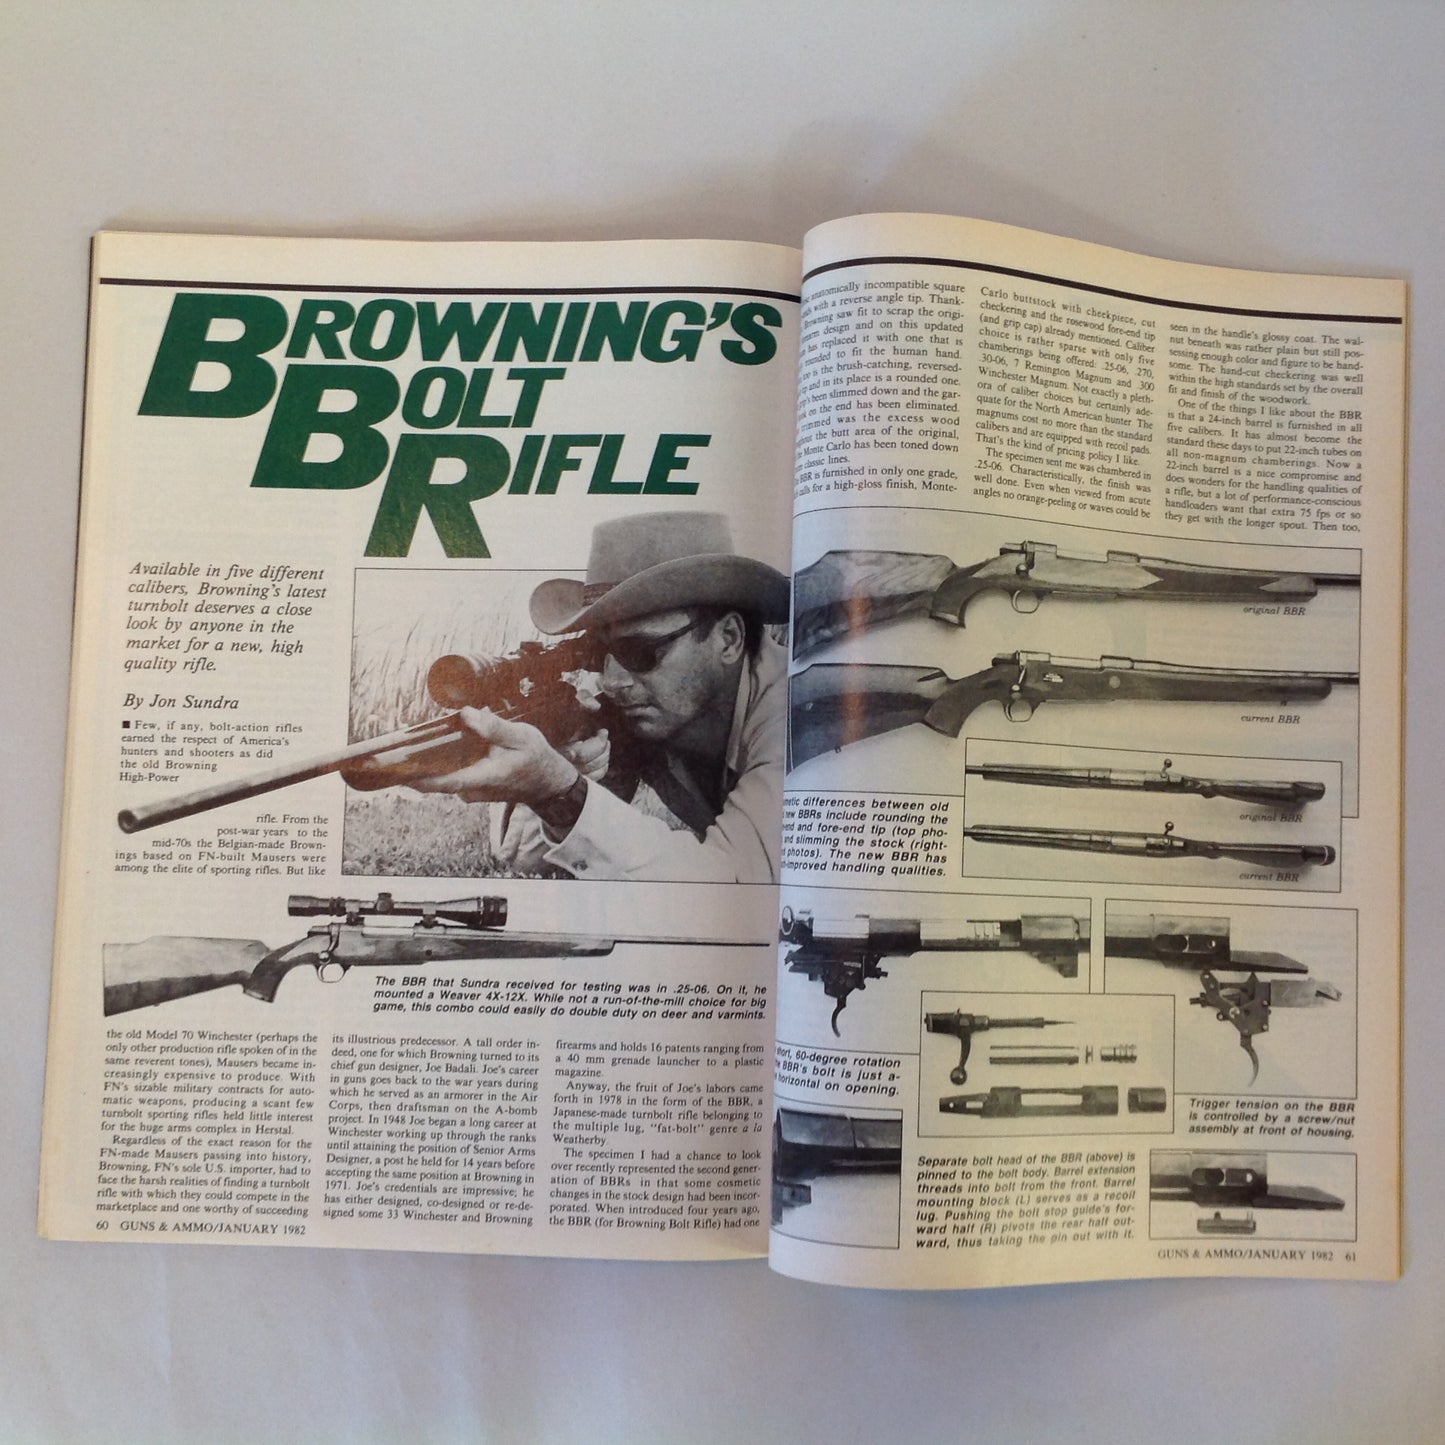 BROWNING'S
BOLT
RIFLE
Available in five different
calibers, Browning's latest
turnbolt deserves a close
look by anyone in the
market for a new, high
quality rifle.
By Jon Sundra
■ Few, if any, bolt-action rifles
earned the respect of America's
hunters and shooters as did
the old Browning
High-Power
rifle. From the
post-war years to the
mid-70s the Belgian-made Brown-
ings based on FN-built Mausers were
among the elite of sporting rifles. But like
The BBR that Sundra received for testing was in .25-06. On it, he
mounted a Weaver 4X-12X. While not a run-of-the-mill choice for big
game, this combo could easily do double duty on deer and varmints.
the old Model 70 Winchester (perhaps the
only other production rifle spoken of in the
same reverent tones), Mausers became in-
creasingly expensive to produce. With
FN's sizable military contracts for auto-
matic weapons, producing a scant few
turnbolt sporting rifles held little interest
for the huge arms complex in Herstal.
Regardless of the exact reason for the
FN-made Mausers passing into history,
Browning, FN's sole U.S. importer, had to
face the harsh realities of finding a turnbolt
rifle with which they could compete in the
marketplace and one worthy of succeeding
its illustrious predecessor. A tall order in-
deed, one for which Browning turned to its
chief gun designer, Joe Badali. Joe's career
in guns goes back to the war years during
which he served as an armorer in the Air
Corps, then draftsman on the A-bomb
project. In 1948 Joe began a long career at
Winchester working up through the ranks
until attaining the position of Senior Arms
Designer, a post he held for 14 years before
accepting the same position at Browning in
1971. Joe's credentials are impressive; he
has either designed, co-designed or re-de-
signed some 33 Winchester and Browning
firearms and holds 16 patents ranging from
a 40 mm grenade launcher to a plastic
magazine.
Anyway, the fruit of Joe's labors came
forth in 1978 in the form of the BBR, a
Japanese-made turnbolt rifle belonging to
the multiple lug, "fat-bolt" genre a la
Weatherby.
The specimen I had a chance to look
over recently represented the second gener-
ation of BBRs in that some cosmetic
changes in the stock design had been incor-
porated. When introduced four years ago,
the BBR (for Browning Bolt Rifle) had one
60 GUNS & AMMO/JANUARY 1982
anatomically incompatible square
with a reverse angle tip. Thank-
Browning saw fit to scrap the origi-
design and on this updated
has replaced it with one that is
rounded to fit the human hand.
is the brush-catching, reversed-
tip and in its place is a rounded one.
been slimmed down and the gar-
on the end has been eliminated.
trimmed was the excess wood
the butt area of the original,
Monte Carlo has been toned down
classic lines.
BBR is furnished in only one grade,
calls for a high-gloss finish, Monte-
Carlo buttstock with cheekpiece, cut
checkering and the rosewood fore-end tip
(and grip cap) already mentioned. Caliber
choice is rather sparse with only five
chamberings being offered: .25-06, .270,
.30-06, 7 Remington Magnum and .300
Winchester Magnum. Not exactly a pleth-
ora of caliber choices but certainly ade-
quate for the North American hunter. The
magnums cost no more than the standard
calibers and are equipped with recoil pads.
That's the kind of pricing policy I like.
The specimen sent me was chambered in
.25-06. Characteristically, the finish was
well done. Even when viewed from acute
angles no orange-peeling or waves could be
seen in the handle's glossy coat. The wal-
nut beneath was rather plain but still pos-
sessing enough color and figure to be hand-
some. The hand-cut checkering was well
within the high standards set by the overall
fit and finish of the woodwork.
One of the things I like about the BBR
is that a 24-inch barrel is furnished in all
five calibers. It has almost become the
standard these days to put 22-inch tubes on
all non-magnum chamberings. Now a
22-inch barrel is a nice compromise and
does wonders for the handling qualities of
a rifle, but a lot of performance-conscious
handloaders want that extra 75 fps or so
they get with the longer spout. Then too,
original BBR
current BBR
original BBR
current BBR
differences between old
new BBRs include rounding the
and fore-end tip (top pho-
and slimming the stock (right-
photos). The new BBR has
improved handling qualities.
short, 60-degree rotation
BBR's bolt is just a-
horizontal on opening.
Trigger tension on the BBR
is controlled by a screw/nut
assembly at front of housing.
Separate bolt head of the BBR (above) is
pinned to the bolt body. Barrel extension
threads into bolt from the front. Barrel
mounting block (L) serves as a recoil
lug. Pushing the bolt stop guide's for-
ward half (R) pivots the rear half out-
ward, thus taking the pin out with it.
GUNS & AMMO/JANUARY 1982 61